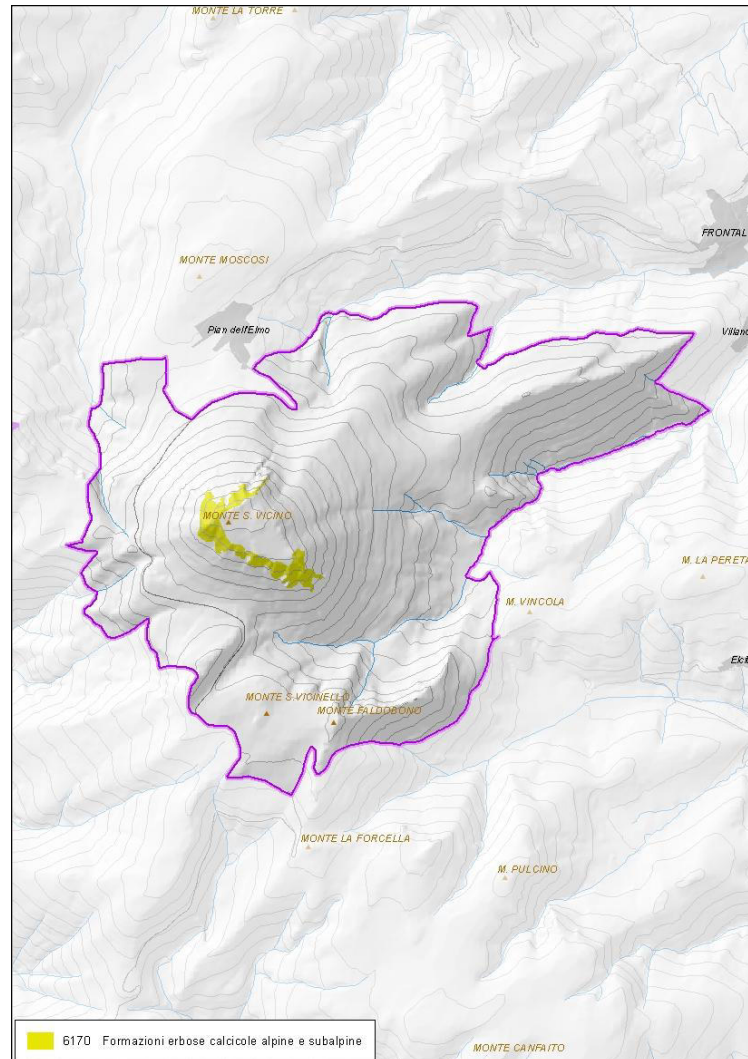 MONTE LA TORRE
FRONTAL
MONTE MOSCOSI
Pian dell'Elmo
Villano
MONTE S. VICINO
M. LA PERETA
M. VINCOLA
MONTE S.VICINELLO
MONTE FALDOBONO
MONTE LA FORCELLA
M. PULCINO
6170 Formazioni erbose calcicole alpine e subalpine
MONTE CANFAITO